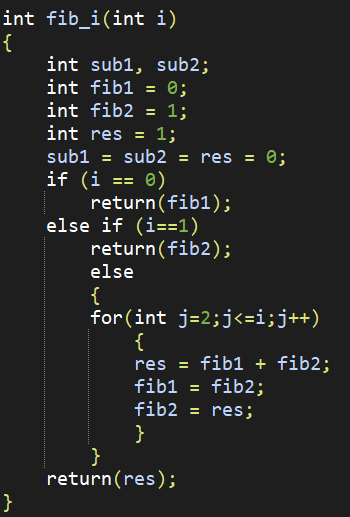 int fib_i(int i)
{
    int sub1, sub2;
    int fib1 = 0;
    int fib2 = 1;
    int res = 1;
    sub1 = sub2 = res = 0;
    if (i == 0)
        return(fib1);
    else if (i==1)
        return(fib2);
        else
        {
        for(int j=2;j<=i;j++)
            {
            res = fib1 + fib2;
            fib1 = fib2;
            fib2 = res;
            }
        }
    return(res);
}